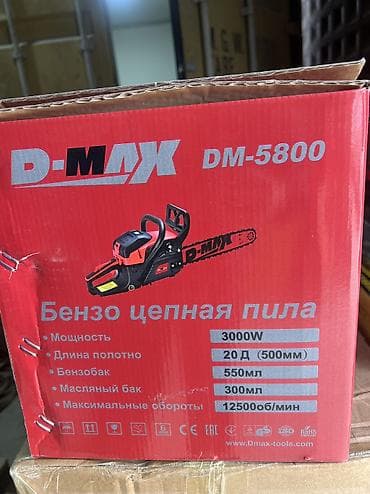 D-MAX DM-5800
D-MAX
Бензо цепная пила
• Мощность 3000W
• Длина полотно 20 Д (500мм)
• Бензобак 550мл
• Масляный бак 300мл
• Максимальные обороты 12500об/мин
www.Dmax-tools.com